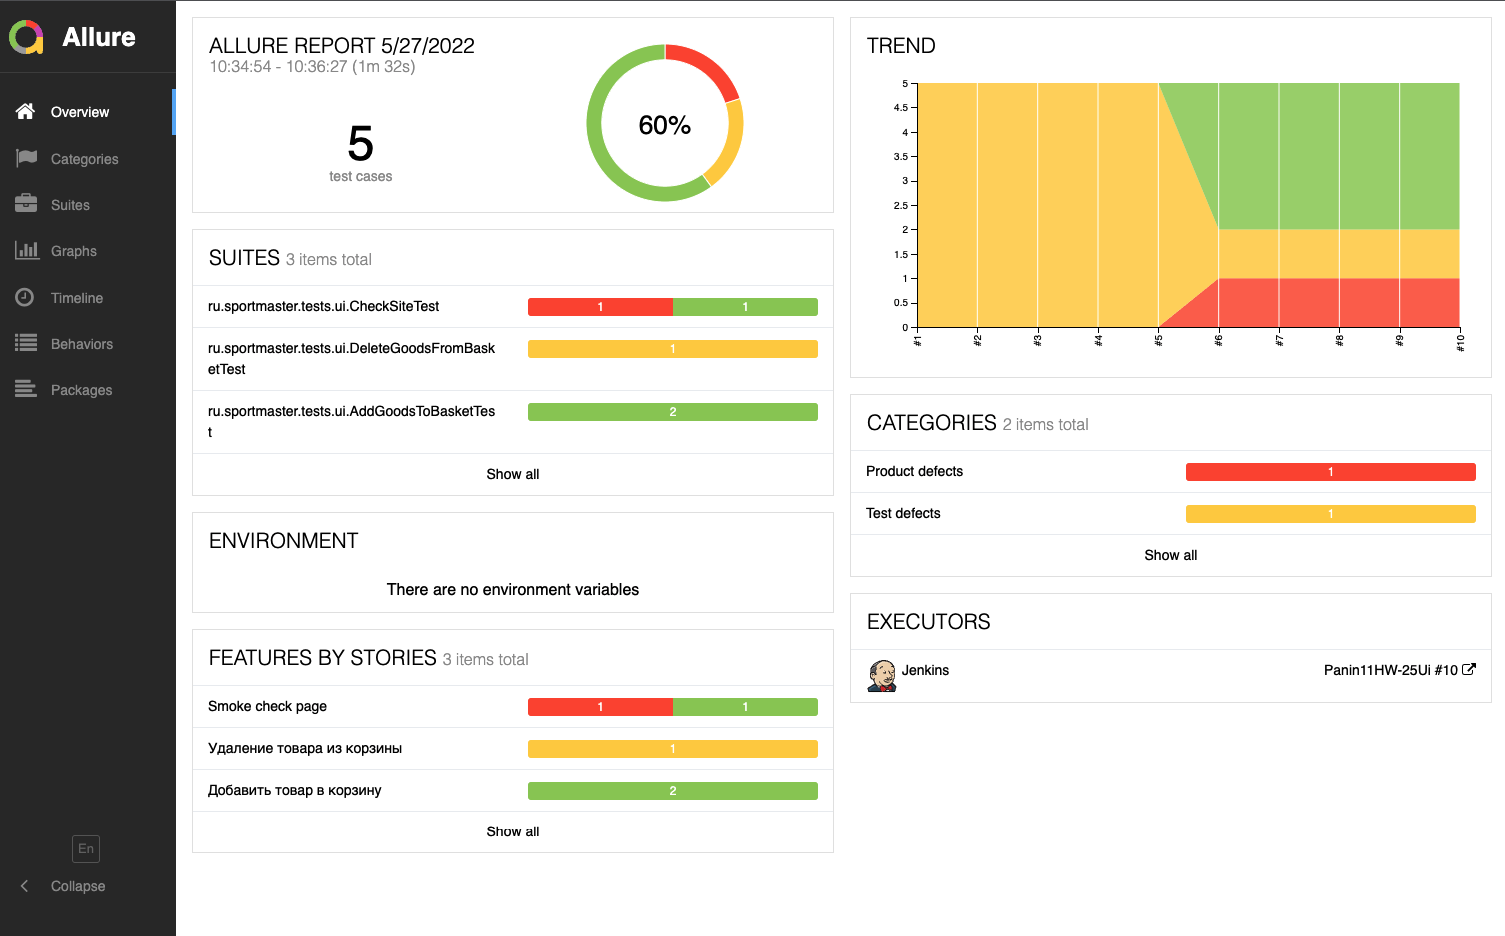 Allure
Overview
Categories
Suites
Graphs
Timeline
Behaviors
Packages
En
Collapse
ALLURE REPORT 5/27/2022
10:34:54 - 10:36:27 (1m 32s)
5
test cases
60%
SUITES 3 items total
ru.sportmaster.tests.ui.CheckSiteTest
1 1
ru.sportmaster.tests.ui.DeleteGoodsFromBask
etTest
1
ru.sportmaster.tests.ui.AddGoodsToBasketTes
t
2
Show all
ENVIRONMENT
There are no environment variables
FEATURES BY STORIES 3 items total
Smoke check page
1 1
Удаление товара из корзины
1
Добавить товар в корзину
2
Show all
TREND
5
4.5
4
3.5
3
2.5
2
1.5
1
0.5
0
#1 #2 #3 #4 #5 #6 #7 #8 #9 #10
CATEGORIES 2 items total
Product defects
1
Test defects
1
Show all
EXECUTORS
Jenkins
Panin11HW-25Ui #10